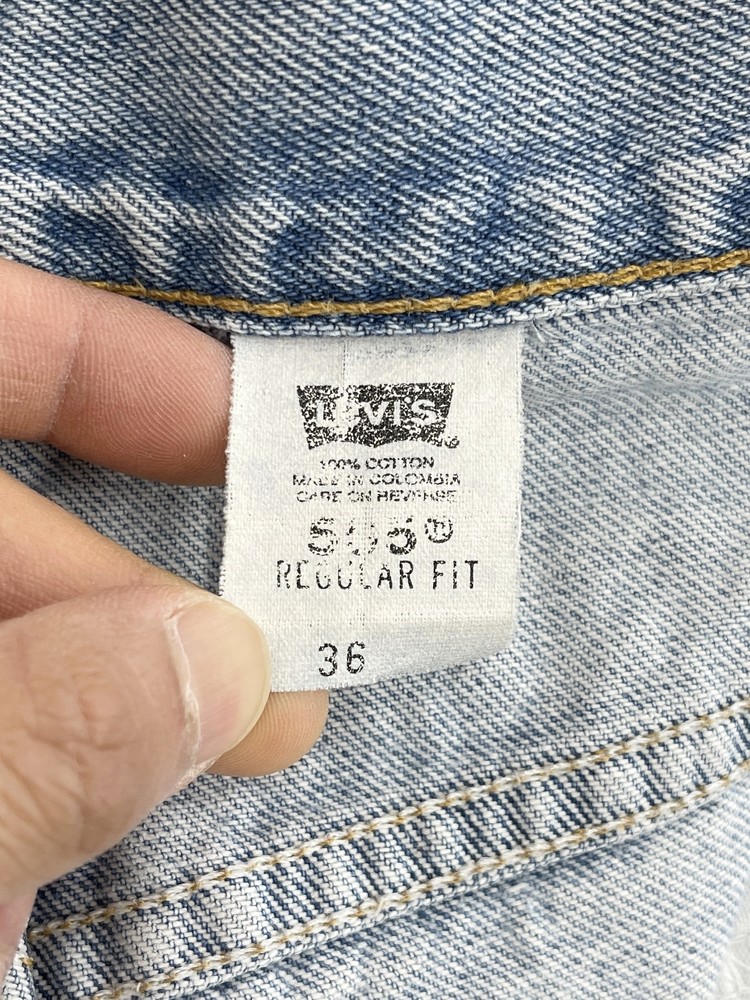 LEVI'S ®
100% COTTON
MADE IN COLOMBIA
CARE ON REVERSE
505®
REGULAR FIT
36